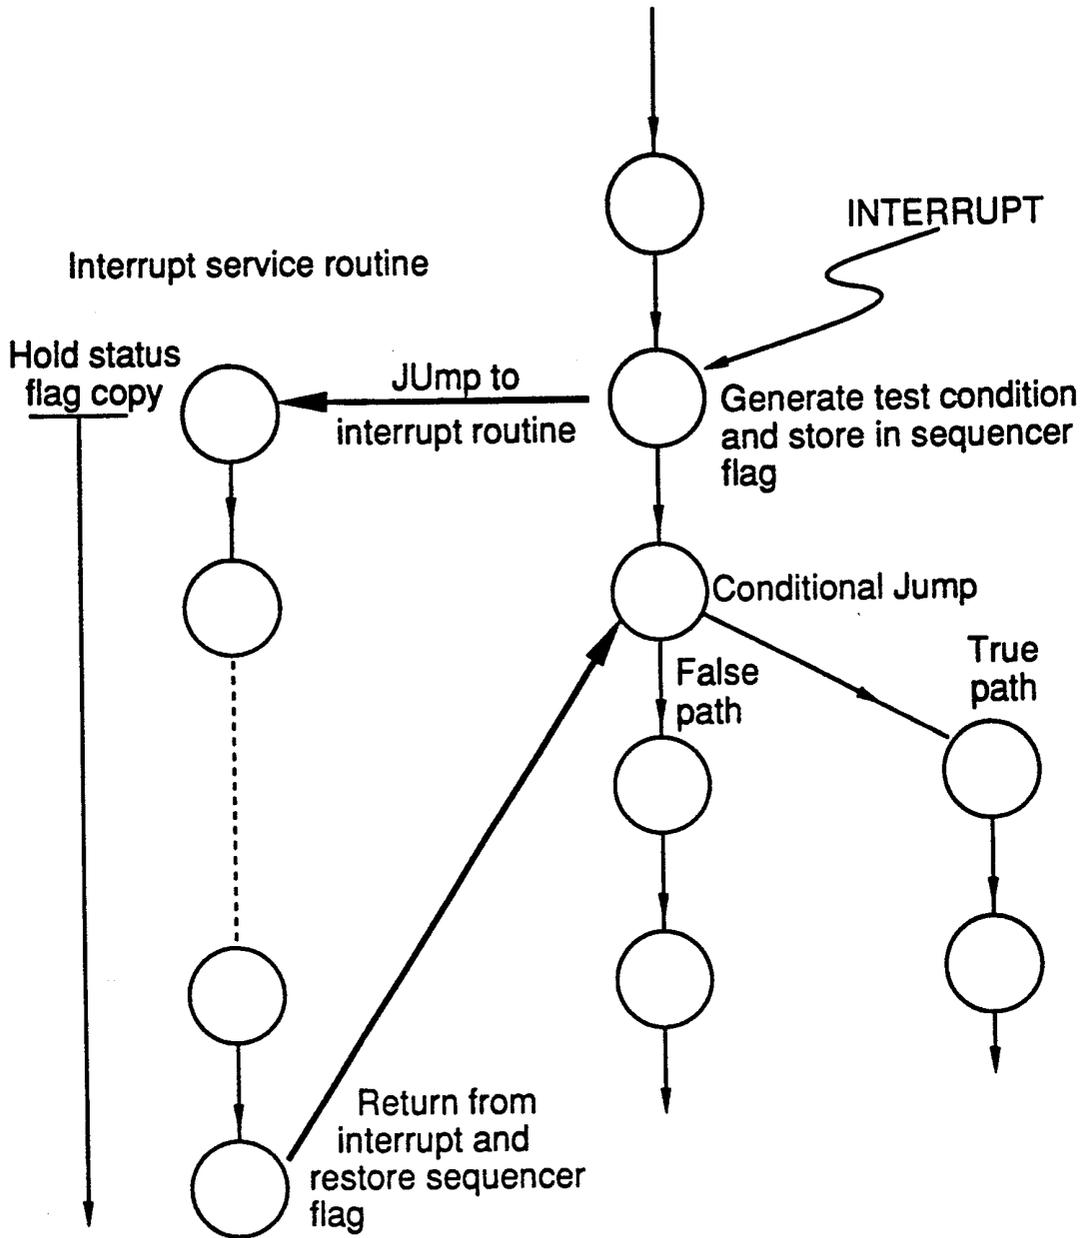 INTERRUPT
Interrupt service routine
Hold status
flag copy
JUmp to
interrupt routine
Generate test condition
and store in sequencer
flag
Conditional Jump
False
path
True
path
Return from
interrupt and
restore sequencer
flag